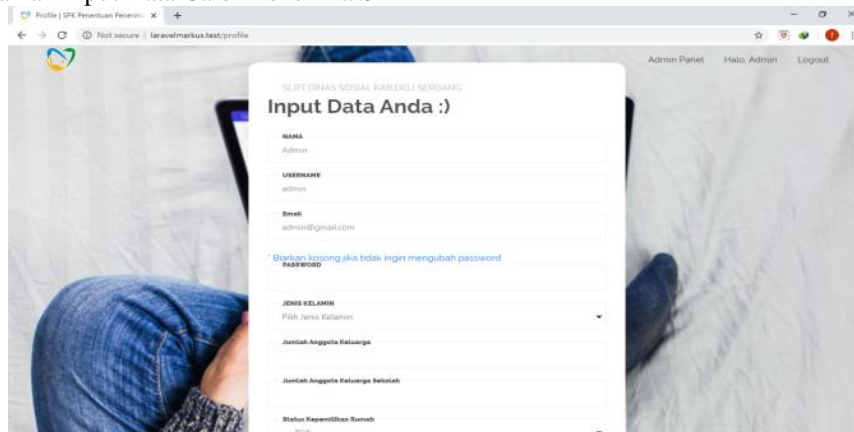 Profile | SPK Penentuan Penerima
Not secure | laravelmarkus.test/profile
Admin Panel Halo, Admin Logout
SLRT DINAS SOSIAL KAB.DELI SERDANG
Input Data Anda :)
NAMA
Admin
USERNAME
admin
Email
admin@gmail.com
* Biarkan kosong jika tidak ingin mengubah password
PASSWORD
JENIS KELAMIN
Pilih Jenis Kelamin
Jumlah Anggota Keluarga
Jumlah Anggota Keluarga Sekolah
Status Kepemilikan Rumah